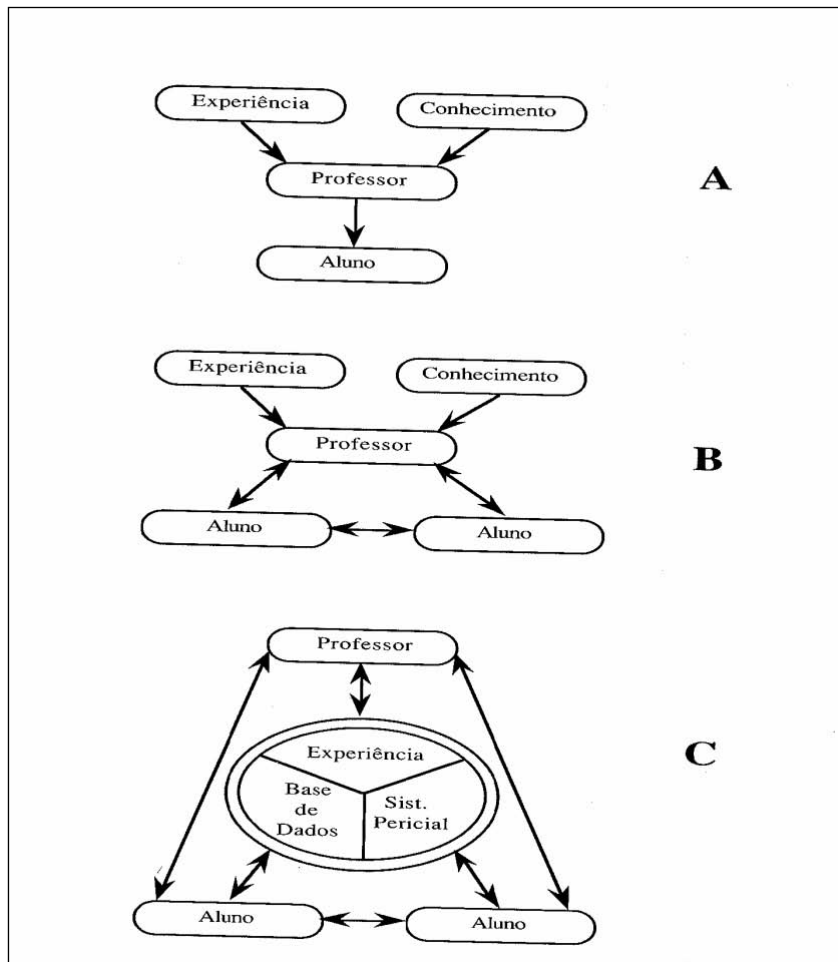 Experiência
Conhecimento
Professor
A
Aluno
Experiência
Conhecimento
Professor
B
Aluno
Aluno
Professor
Experiência
C
Base
de
Dados
Sist.
Pericial
Aluno
Aluno